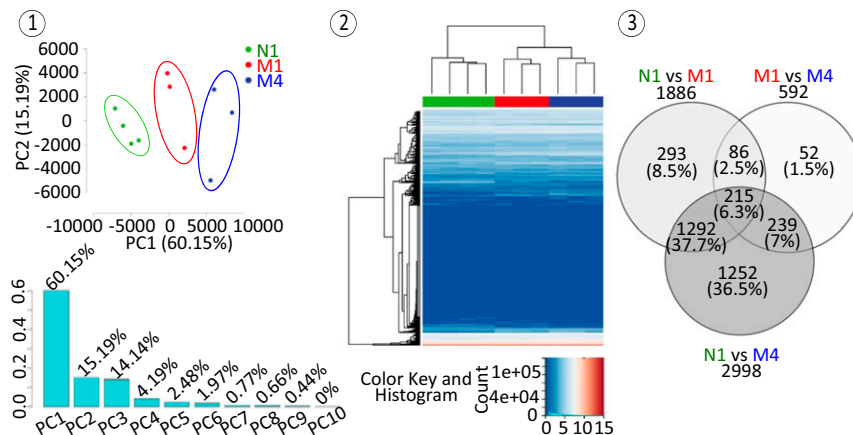 ①
N1
M1
M4
6000
4000
2000
0
-2000
-4000
-6000
PC2 (15.19%)
-10000 -5000 0 5000 10000
PC1 (60.15%)
60.15%
15.19%
14.14%
4.19%
2.48%
1.97%
0.77%
0.66%
0.44%
0%
0.6
0.4
0.2
0.0
PC1 PC2 PC3 PC4 PC5 PC6 PC7 PC8 PC9 PC10
②
Color Key and
Histogram
Count
1e+05
4e+04
0
0 5 10 15
③
N1 vs M1
1886
M1 vs M4
592
293
(8.5%)
86
(2.5%)
52
(1.5%)
215
(6.3%)
1292
(37.7%)
239
(7%)
1252
(36.5%)
N1 vs M4
2998